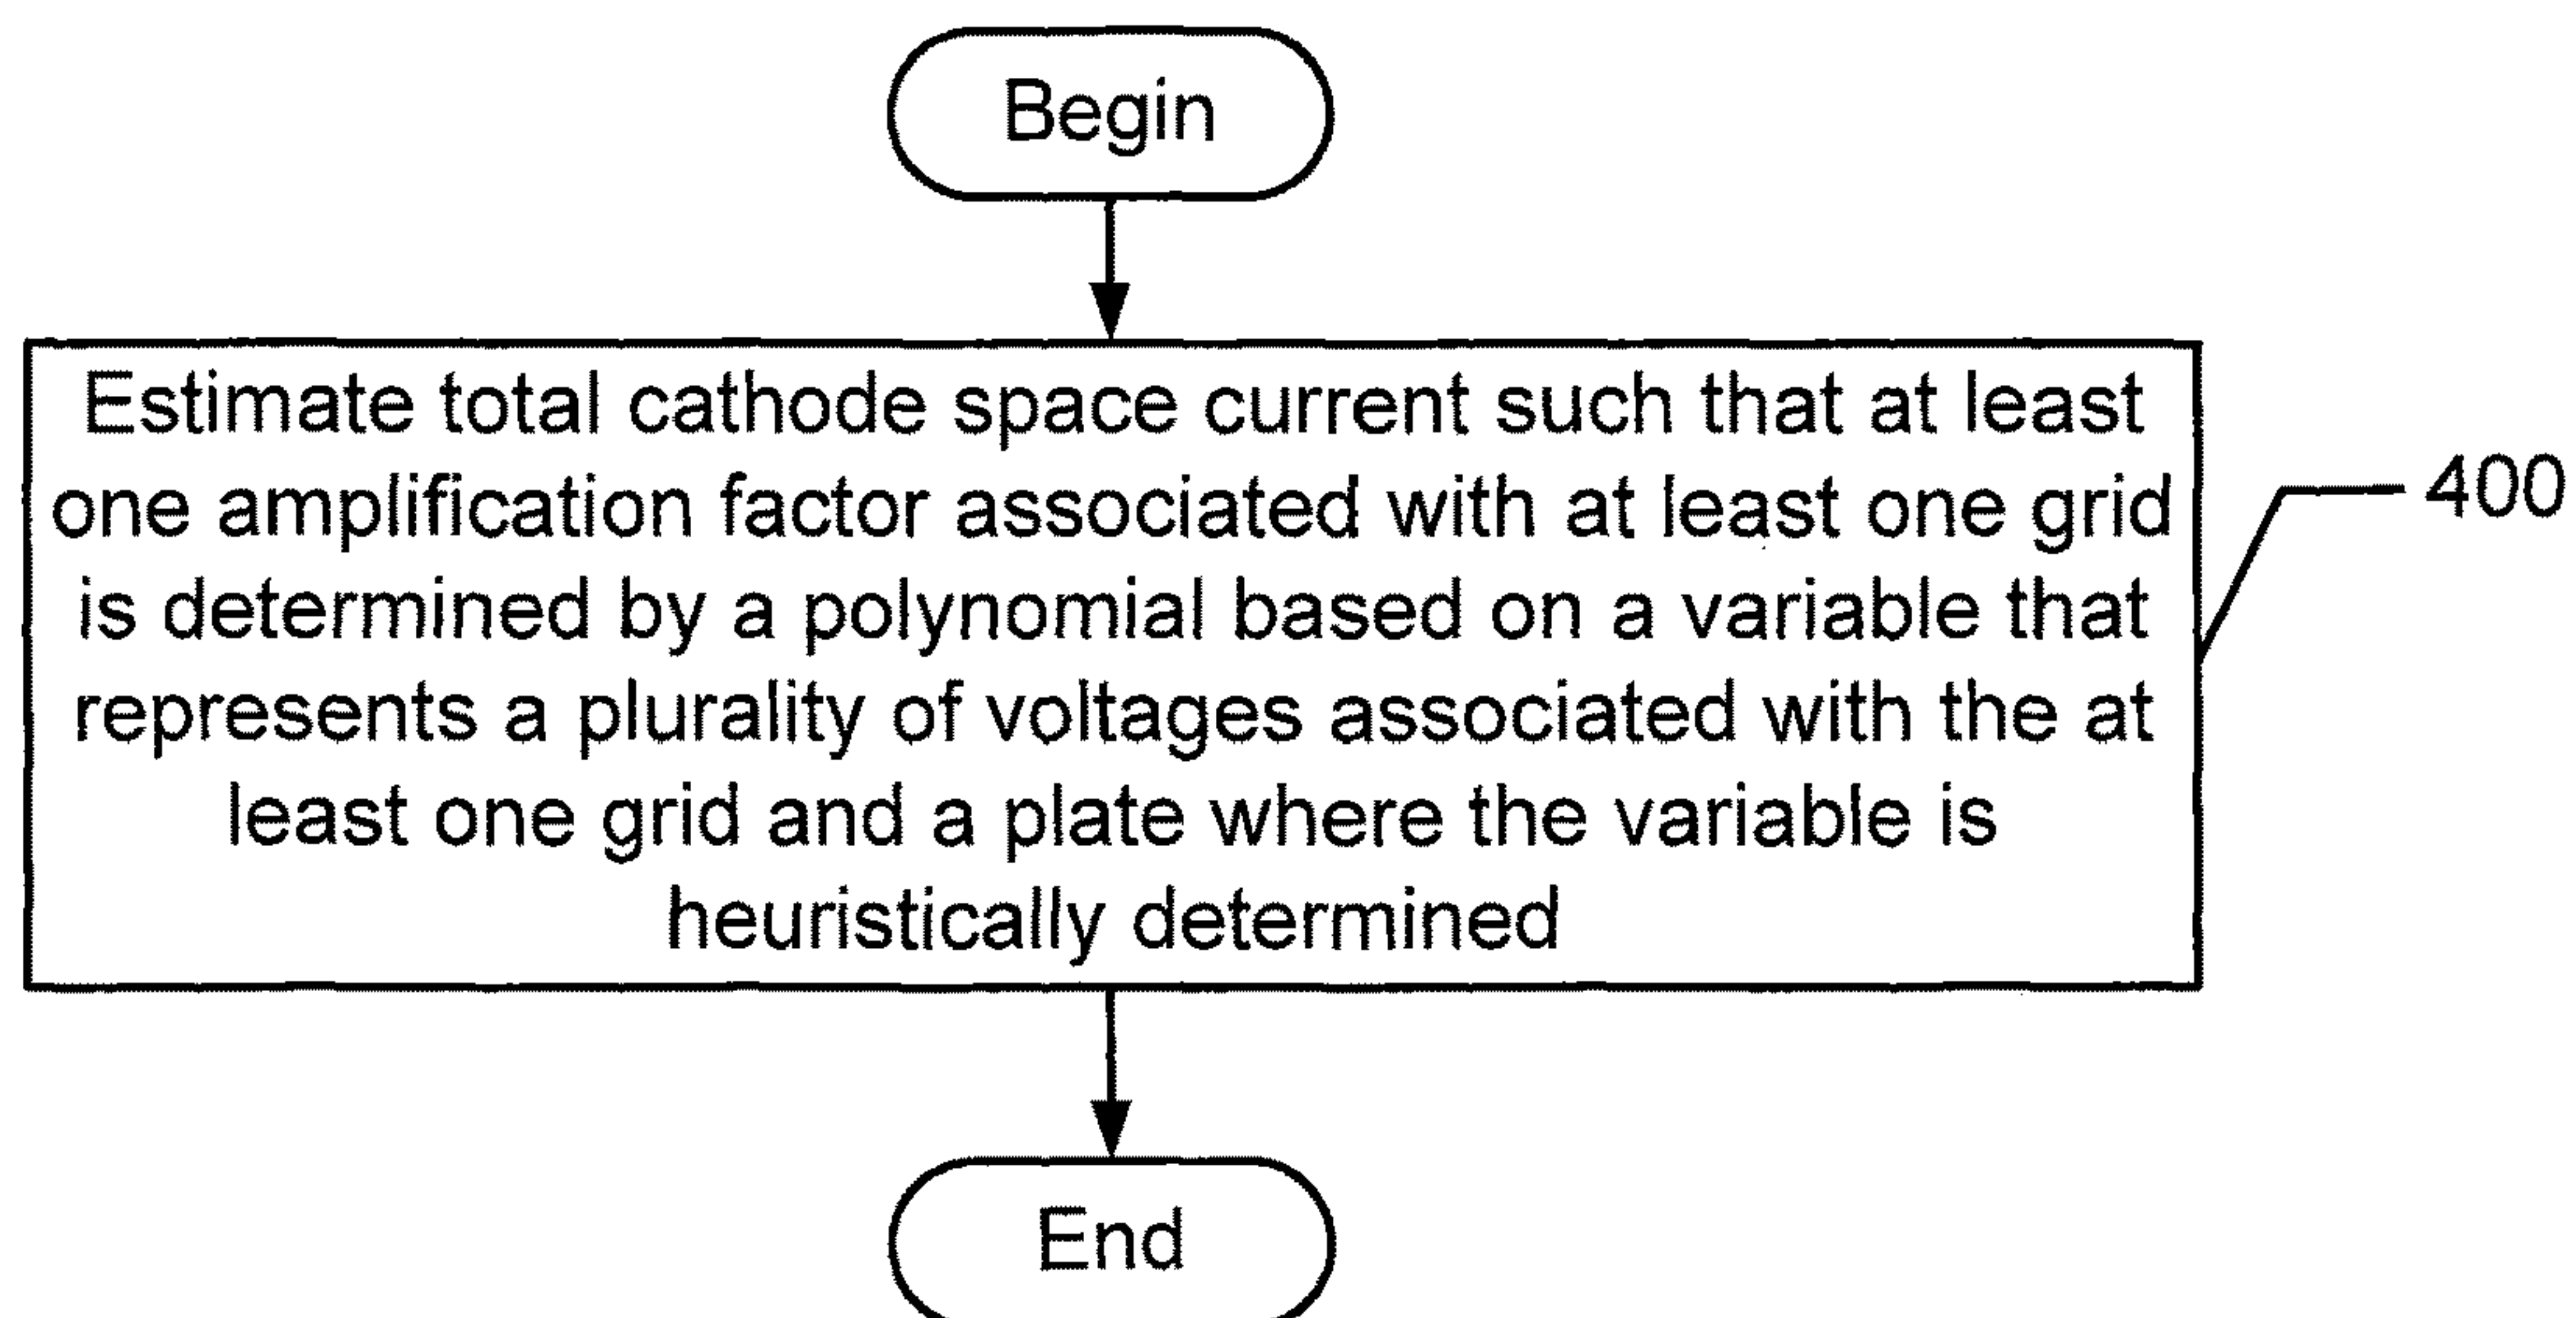 Begin
Estimate total cathode space current such that at least
one amplification factor associated with at least one grid
is determined by a polynomial based on a variable that
represents a plurality of voltages associated with the at
least one grid and a plate where the variable is
heuristically determined
400
End